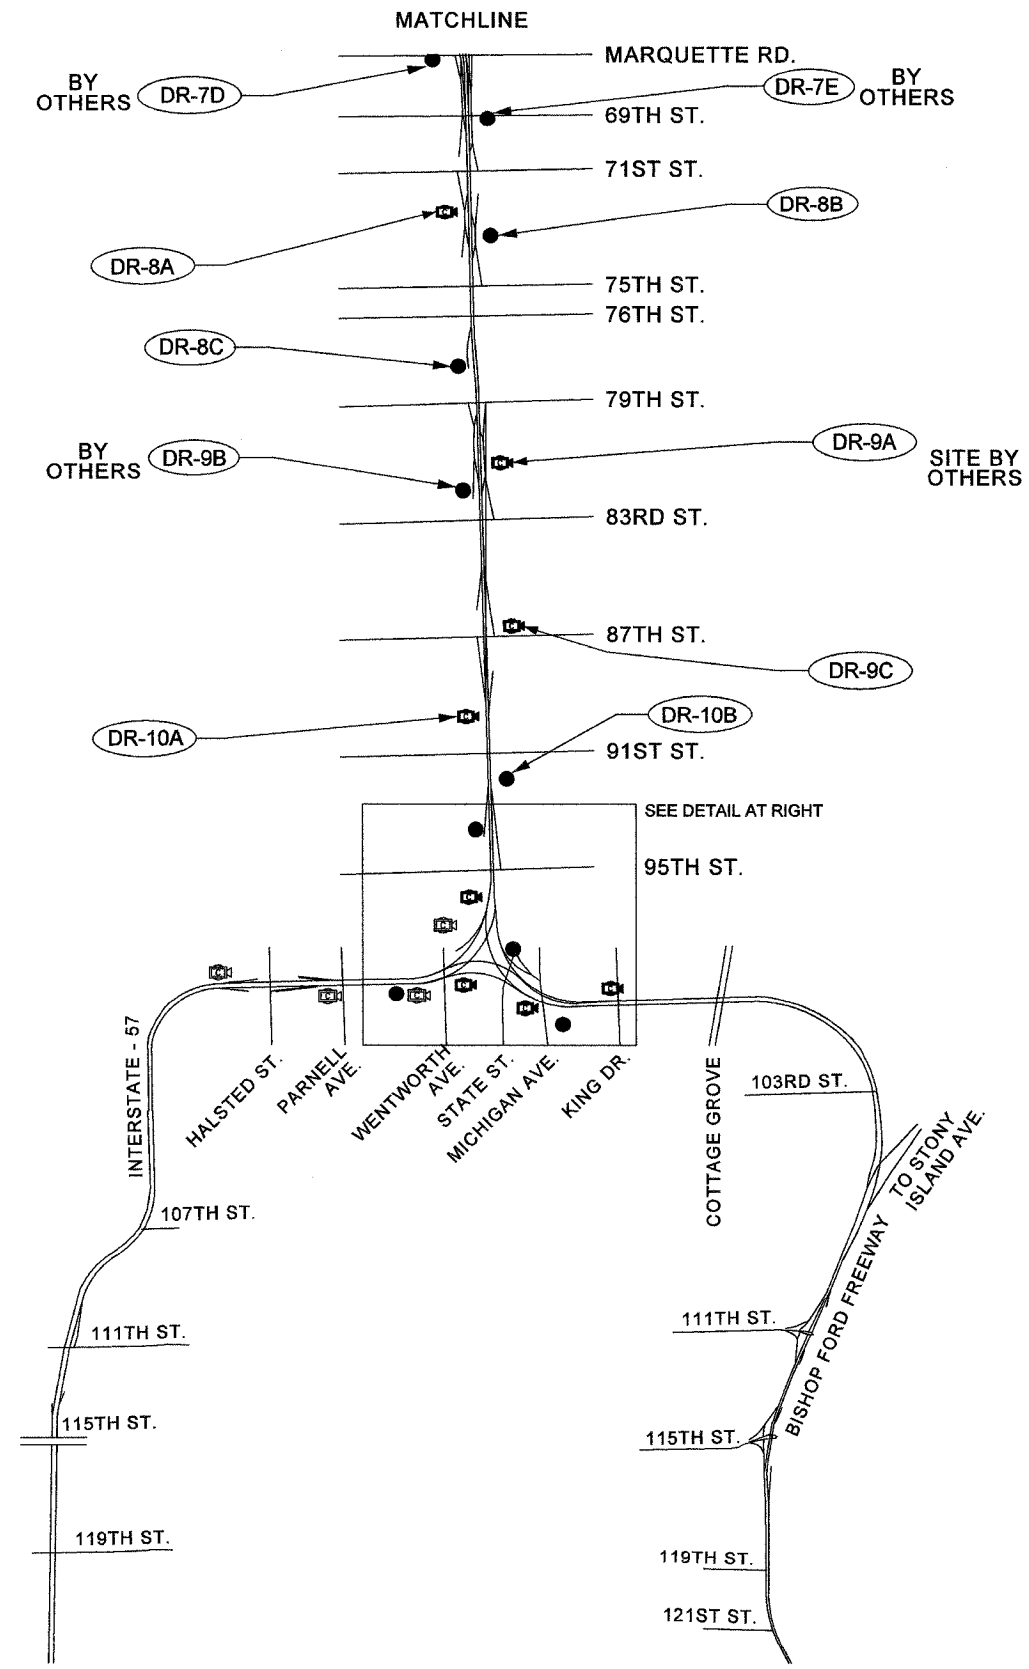 MATCHLINE
MARQUETTE RD.
BY
OTHERS
DR-7D
DR-7E
BY
OTHERS
69TH ST.
71ST ST.
DR-8B
DR-8A
75TH ST.
76TH ST.
DR-8C
79TH ST.
BY
OTHERS
DR-9B
DR-9A
SITE BY
OTHERS
83RD ST.
87TH ST.
DR-9C
DR-10A
DR-10B
91ST ST.
SEE DETAIL AT RIGHT
95TH ST.
INTERSTATE - 57
HALSTED ST.
PARNELL
AVE.
WENTWORTH
AVE.
STATE ST.
MICHIGAN AVE.
KING DR.
COTTAGE GROVE
103RD ST.
TO STONY
ISLAND AVE.
107TH ST.
BISHOP FORD FREEWAY
111TH ST.
111TH ST.
115TH ST.
115TH ST.
119TH ST.
119TH ST.
121ST ST.
C
C
C
C
C
C
C
C
C
C
C
C